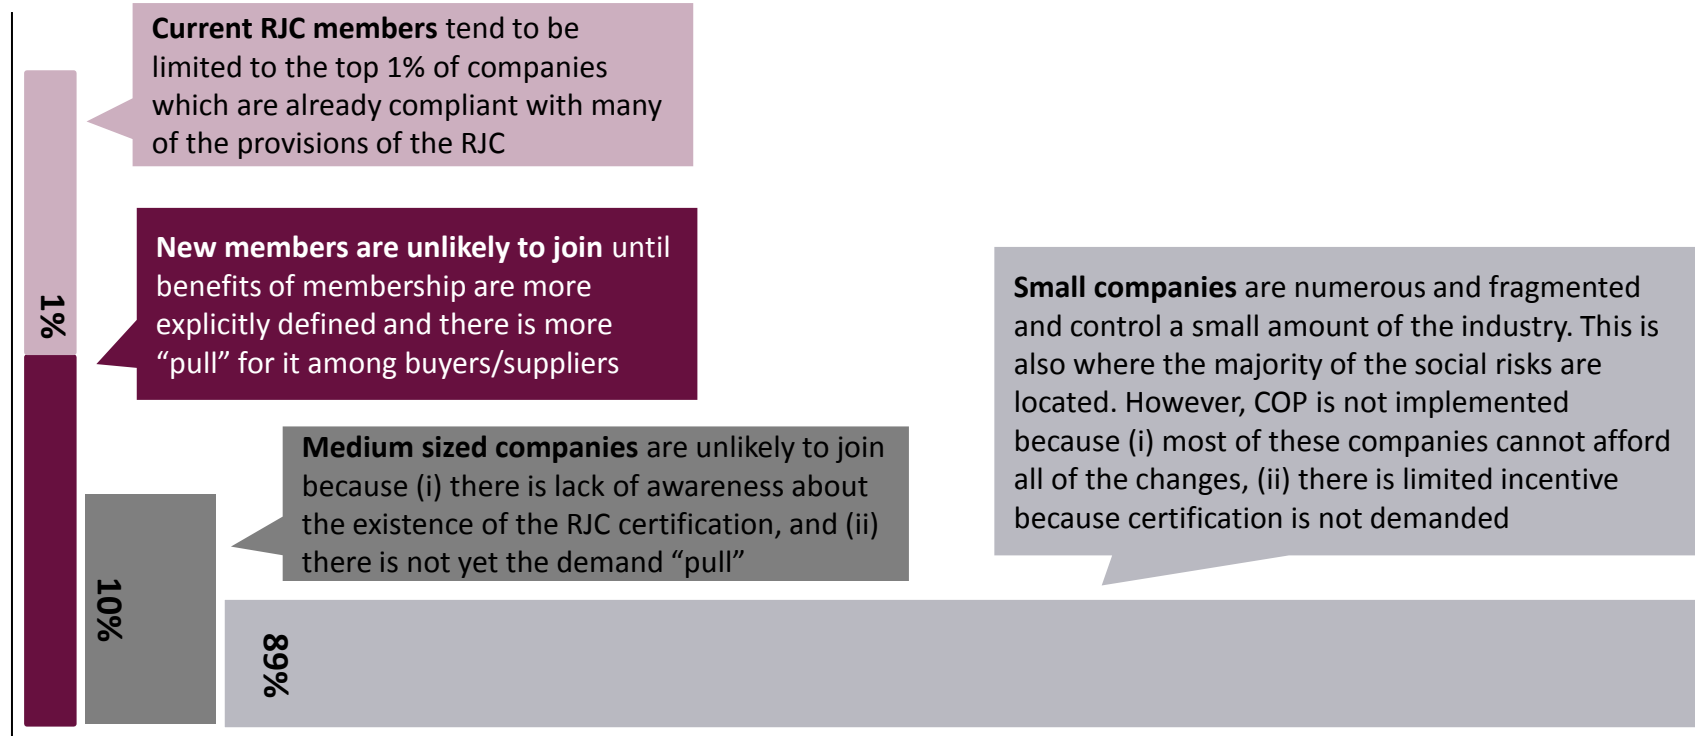 Current RJC members tend to be
limited to the top 1% of companies
which are already compliant with many
of the provisions of the RJC
New members are unlikely to join until
benefits of membership are more
explicitly defined and there is more
“pull” for it among buyers/suppliers
1%
Small companies are numerous and fragmented
and control a small amount of the industry. This is
also where the majority of the social risks are
located. However, COP is not implemented
because (i) most of these companies cannot afford
all of the changes, (ii) there is limited incentive
because certification is not demanded
Medium sized companies are unlikely to join
because (i) there is lack of awareness about
the existence of the RJC certification, and (ii)
there is not yet the demand “pull”
10%
89%